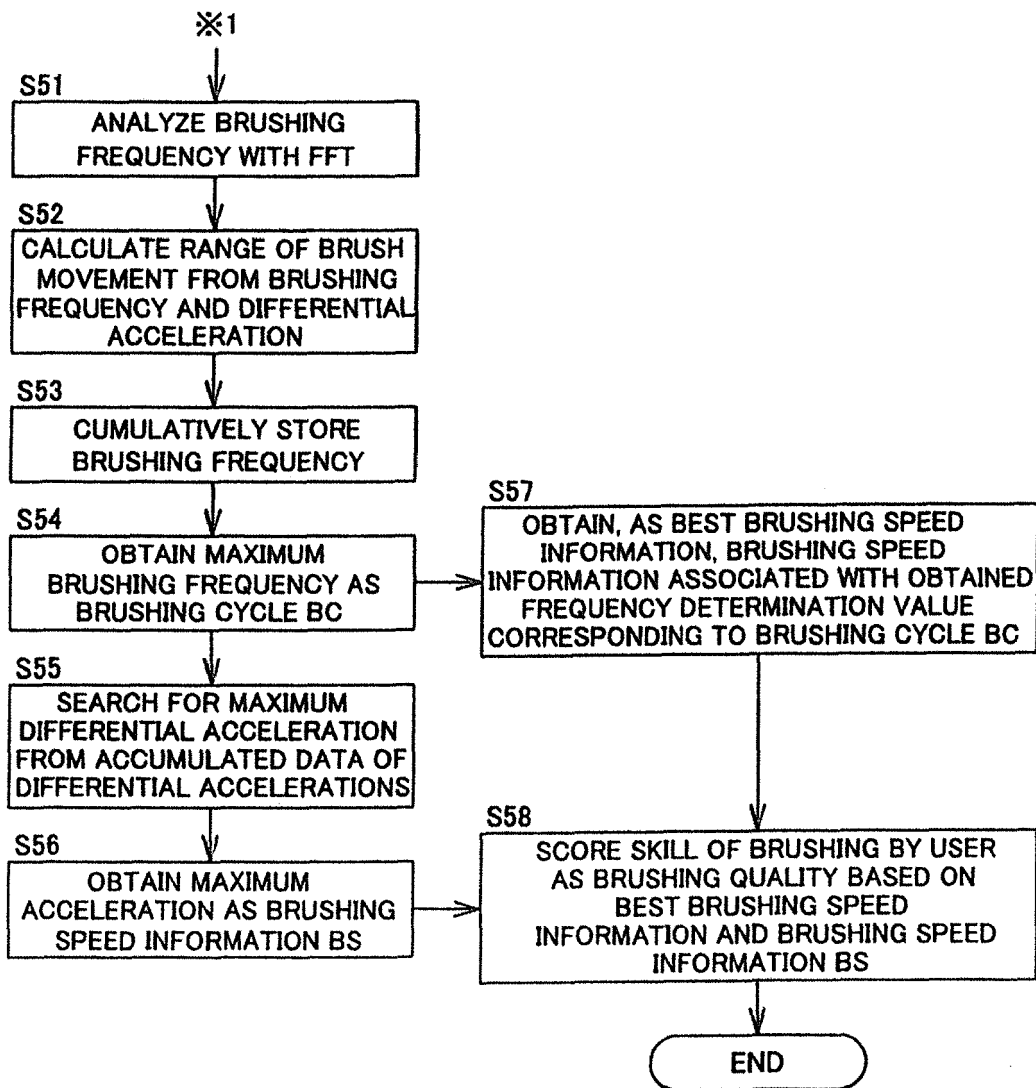 ※1
S51
ANALYZE BRUSHING
FREQUENCY WITH FFT
S52
CALCULATE RANGE OF BRUSH
MOVEMENT FROM BRUSHING
FREQUENCY AND DIFFERENTIAL
ACCELERATION
S53
CUMULATIVELY STORE
BRUSHING FREQUENCY
S54
OBTAIN MAXIMUM
BRUSHING FREQUENCY AS
BRUSHING CYCLE BC
S55
SEARCH FOR MAXIMUM
DIFFERENTIAL ACCELERATION
FROM ACCUMULATED DATA OF
DIFFERENTIAL ACCELERATIONS
S56
OBTAIN MAXIMUM
ACCELERATION AS BRUSHING
SPEED INFORMATION BS
S57
OBTAIN, AS BEST BRUSHING SPEED
INFORMATION, BRUSHING SPEED
INFORMATION ASSOCIATED WITH OBTAINED
FREQUENCY DETERMINATION VALUE
CORRESPONDING TO BRUSHING CYCLE BC
S58
SCORE SKILL OF BRUSHING BY USER
AS BRUSHING QUALITY BASED ON
BEST BRUSHING SPEED
INFORMATION AND BRUSHING SPEED
INFORMATION BS
END